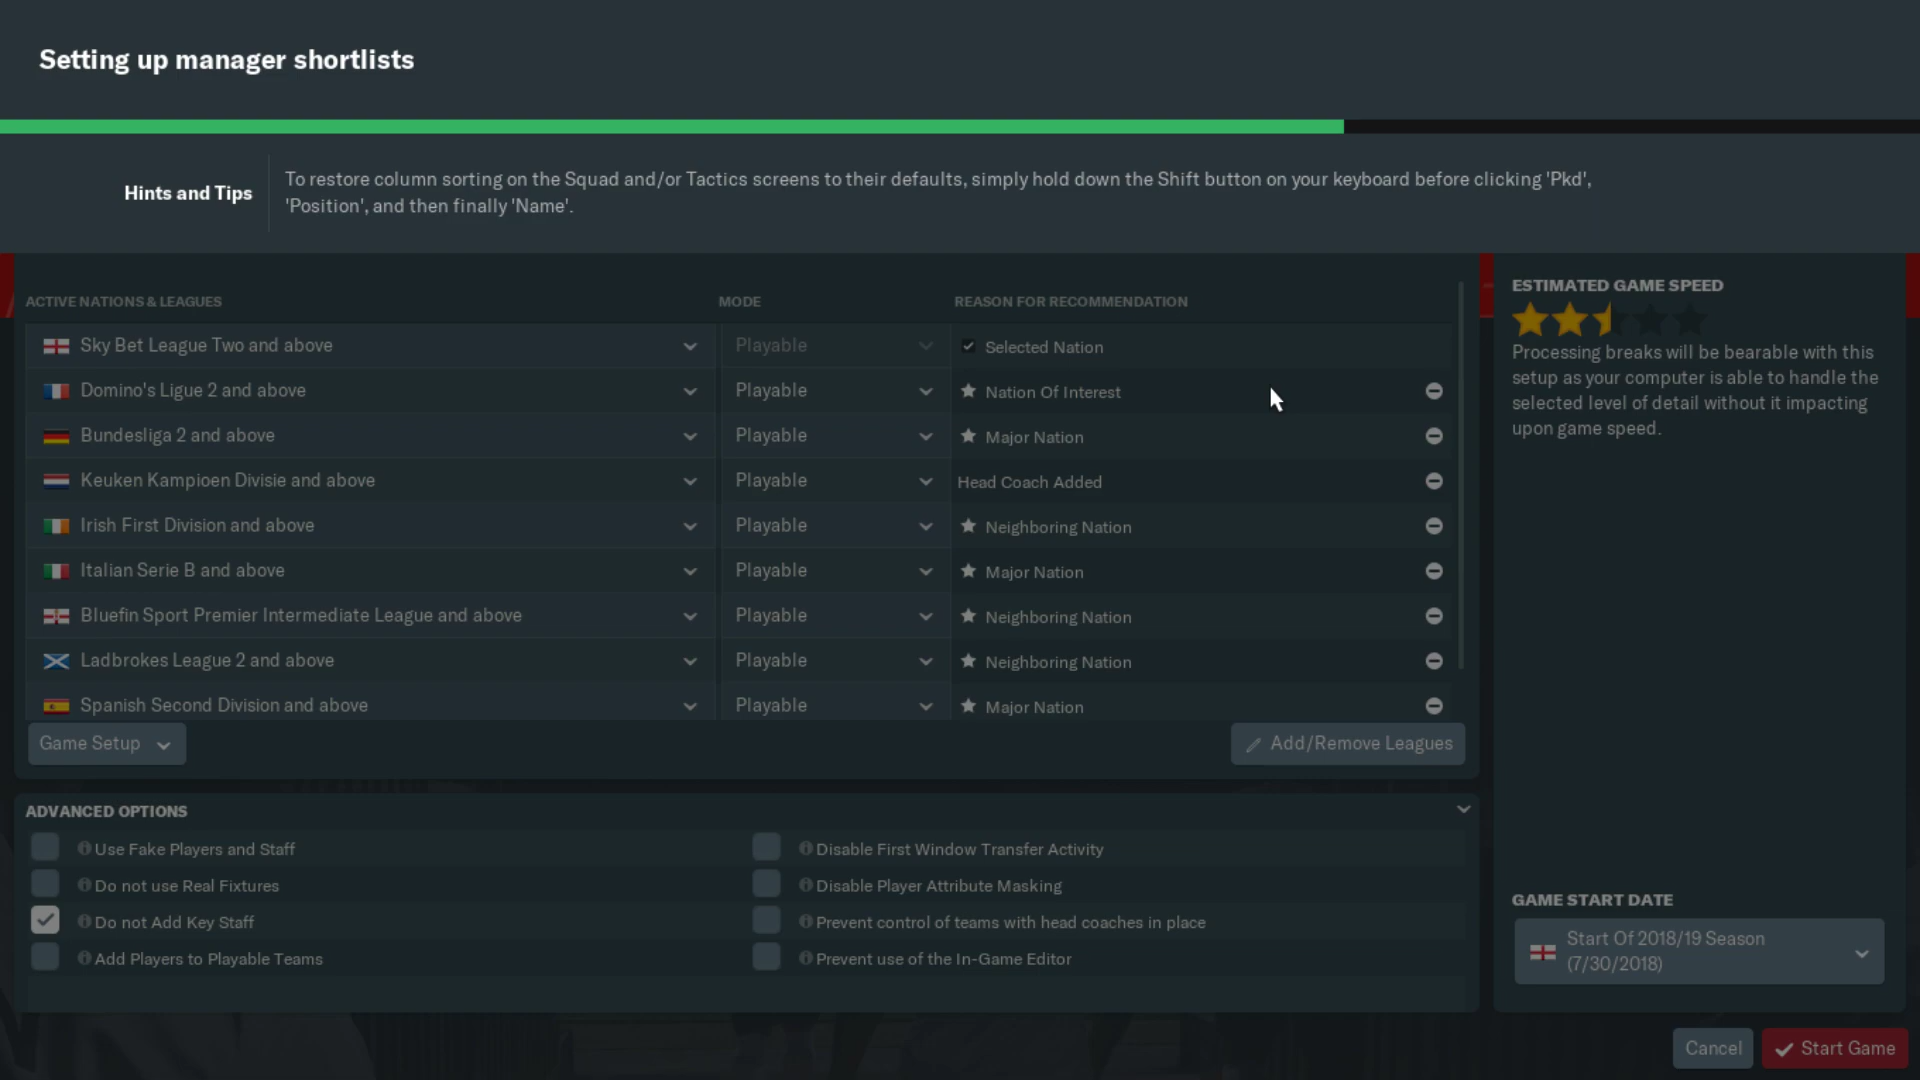 Setting up manager shortlists
Hints and Tips
To restore column sorting on the Squad and/or Tactics screens to their defaults, simply hold down the Shift button on your keyboard before clicking 'Pkd',
'Position', and then finally 'Name'.
ACTIVE NATIONS & LEAGUES MODE REASON FOR RECOMMENDATION
Sky Bet League Two and above Playable Selected Nation
Domino's Ligue 2 and above Playable Nation Of Interest
Bundesliga 2 and above Playable Major Nation
Keuken Kampioen Divisie and above Playable Head Coach Added
Irish First Division and above Playable Neighboring Nation
Italian Serie B and above Playable Major Nation
Bluefin Sport Premier Intermediate League and above Playable Neighboring Nation
Ladbrokes League 2 and above Playable Neighboring Nation
Spanish Second Division and above Playable Major Nation
Game Setup Add/Remove Leagues
ESTIMATED GAME SPEED
Processing breaks will be bearable with this
setup as your computer is able to handle the
selected level of detail without it impacting
upon game speed.
ADVANCED OPTIONS
Use Fake Players and Staff Disable First Window Transfer Activity
Do not use Real Fixtures Disable Player Attribute Masking
Do not Add Key Staff Prevent control of teams with head coaches in place
Add Players to Playable Teams Prevent use of the In-Game Editor
GAME START DATE
Start Of 2018/19 Season
(7/30/2018)
Cancel Start Game